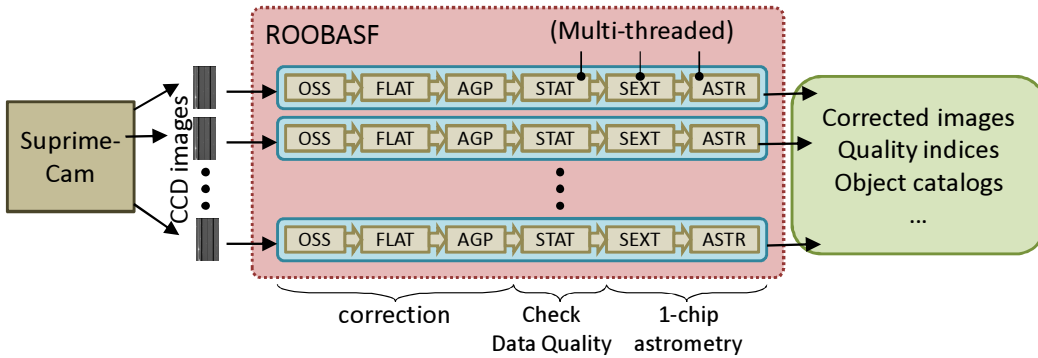 ROOBASF
(Multi-threaded)
Suprime-
Cam
CCD images
OSS FLAT AGP STAT SEXT ASTR
OSS FLAT AGP STAT SEXT ASTR
OSS FLAT AGP STAT SEXT ASTR
Corrected images
Quality indices
Object catalogs
...
correction
Check
Data Quality
1-chip
astrometry